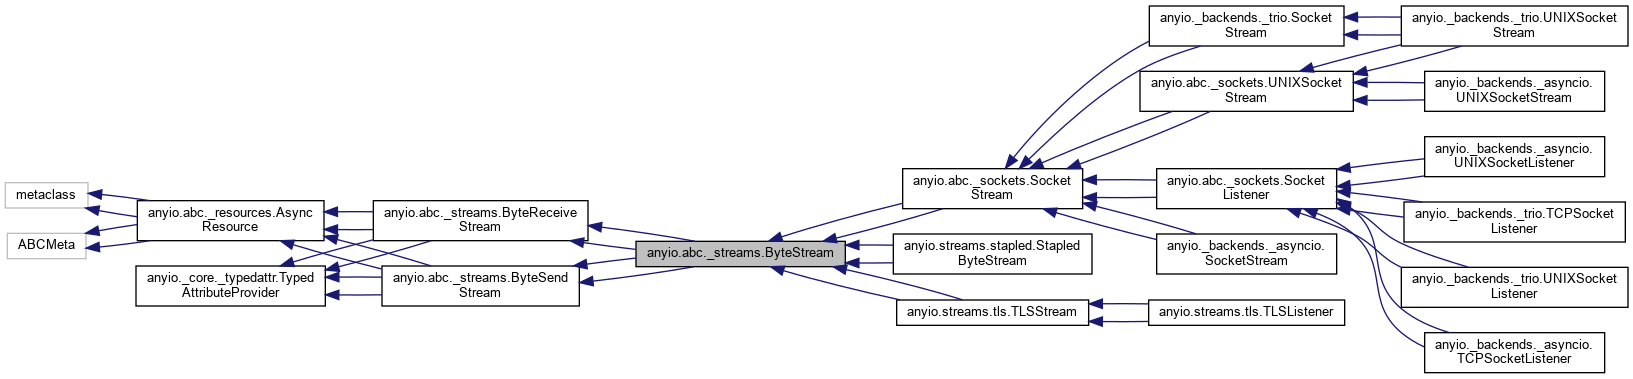 metaclass
ABCMeta
anyio.abc._resources.Async
Resource
anyio._core._typedattr.Typed
AttributeProvider
anyio.abc._streams.ByteReceive
Stream
anyio.abc._streams.ByteSend
Stream
anyio.abc._streams.ByteStream
anyio.abc._sockets.Socket
Stream
anyio.streams.stapled.Stapled
ByteStream
anyio.streams.tls.TLSStream
anyio._backends._trio.Socket
Stream
anyio.abc._sockets.UNIXSocket
Stream
anyio.abc._sockets.Socket
Listener
anyio._backends._asyncio.
SocketStream
anyio.streams.tls.TLSListener
anyio._backends._trio.UNIXSocket
Stream
anyio._backends._asyncio.
UNIXSocketStream
anyio._backends._asyncio.
UNIXSocketListener
anyio._backends._trio.TCPSocket
Listener
anyio._backends._trio.UNIXSocket
Listener
anyio._backends._asyncio.
TCPSocketListener